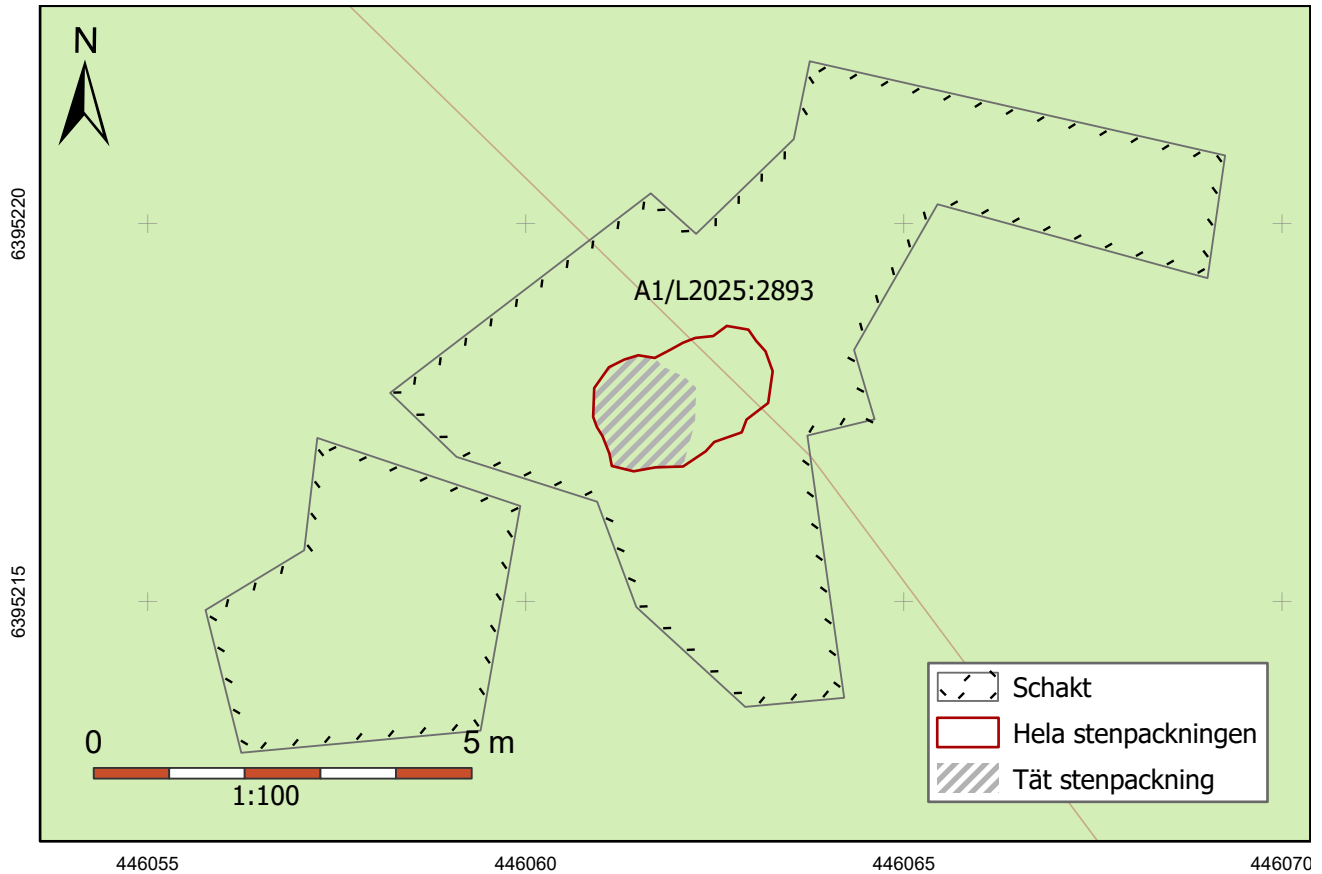 N
6395220
A1/L2025:2893
6395215
Schakt
Hela stenpackningen
Tät stenpackning
0 5 m
1:100
446055 446060 446065 446070